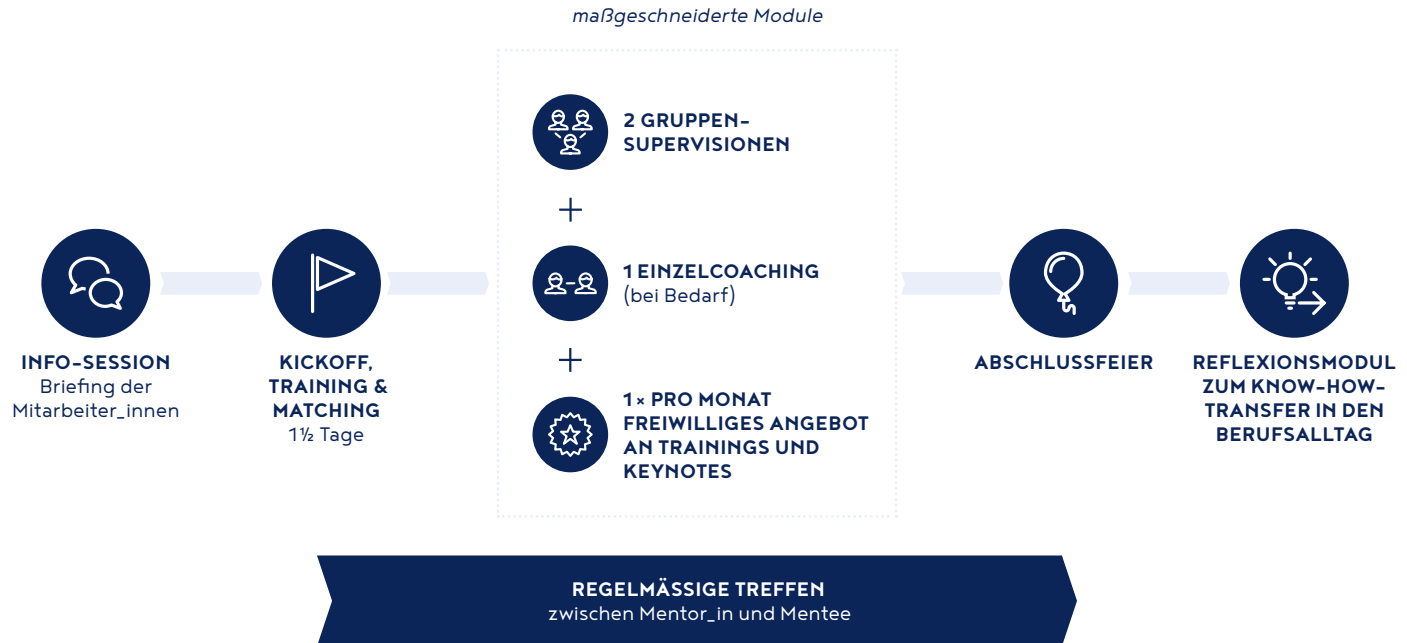 maßgeschneiderte Module
2 GRUPPEN-
SUPERVISIONEN
1 EINZELCOACHING
(bei Bedarf)
1× PRO MONAT
FREIWILLIGES ANGEBOT
AN TRAININGS UND
KEYNOTES
INFO-SESSION
Briefing der
Mitarbeiter_innen
KICKOFF,
TRAINING &
MATCHING
1½ Tage
ABSCHLUSSFEIER
REFLEXIONSMODUL
ZUM KNOW-HOW-
TRANSFER IN DEN
BERUFSALLTAG
REGELMÄSSIGE TREFFEN
zwischen Mentor_in und Mentee